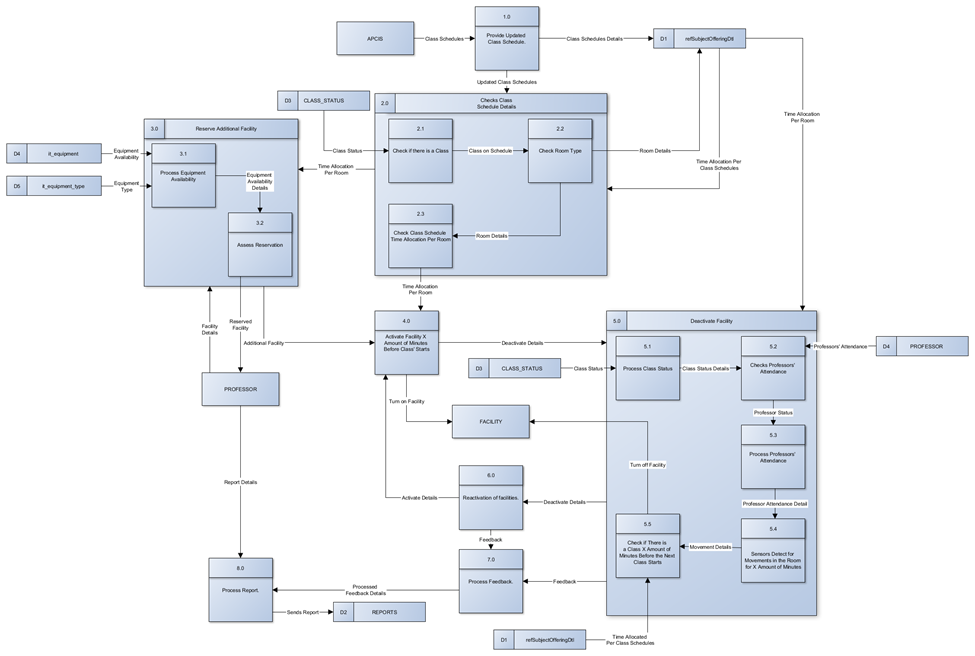 1.0
APCIS
Class Schedules
Provide Updated
Class Schedule.
Class Schedules Details
D1
refSubjectOfferingDtl
Updated Class Schedules
D3
CLASS_STATUS
2.0
Checks Class
Schedule Details
Time Allocation
Per Room
3.0
Reserve Additional Facility
2.1
2.2
D4
it_equipment
Equipment
Availability
3.1
Class Status
Check if there is a Class
Class on Schedule
Check Room Type
Room Details
Process Equipment
Availability
Time Allocation
Per Room
Time Allocation Per
Class Schedules
Equipment
Availability
Details
D5
it_equipment_type
Equipment
Type
2.3
3.2
Check Class Schedule
Time Allocation Per Room
Room Details
Assess Reservation
Time Allocation
Per Room
Facility
Details
Reserved
Facility
Additional Facility
4.0
Activate Facility X
Amount of Minutes
Before Class' Starts
Deactivate Details
5.0
Deactivate Facility
5.1
5.2
Professors' Attendance
D4
PROFESSOR
D3
CLASS_STATUS
Class Status
Process Class Status
Class Status Details
Checks Professors'
Attendance
PROFESSOR
Turn on Facility
FACILITY
Professor Status
5.3
Process Professors'
Attendance
Turn off Facility
6.0
Report Details
Activate Details
Reactivation of facilities.
Deactivate Details
Professor Attendance Detail
5.5
5.4
Feedback
Check if There is
a Class X Amount of
Minutes Before the Next
Class Starts
Movement Details
Sensors Detect for
Movements in the Room
for X Amount of Minutes
7.0
8.0
Process Feedback.
Feedback
Process Report.
Processed
Feedback Details
Sends Report
D2
REPORTS
D1
refSubjectOfferingDtl
Time Allocated
Per Class Schedules